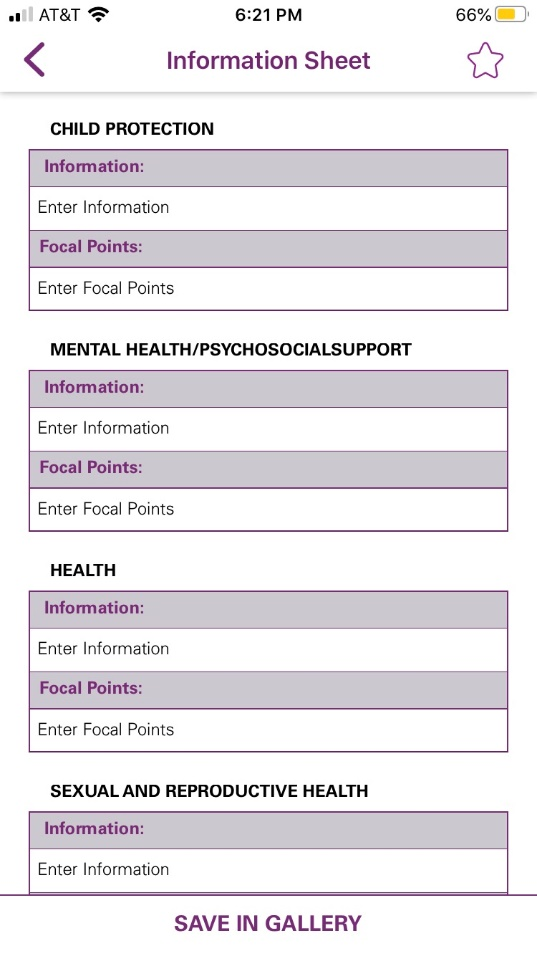 AT&T 6:21 PM 66%
Information Sheet
CHILD PROTECTION
Information:
Enter Information
Focal Points:
Enter Focal Points
MENTAL HEALTH/PSYCHOSOCIALSUPPORT
Information:
Enter Information
Focal Points:
Enter Focal Points
HEALTH
Information:
Enter Information
Focal Points:
Enter Focal Points
SEXUAL AND REPRODUCTIVE HEALTH
Information:
Enter Information
SAVE IN GALLERY